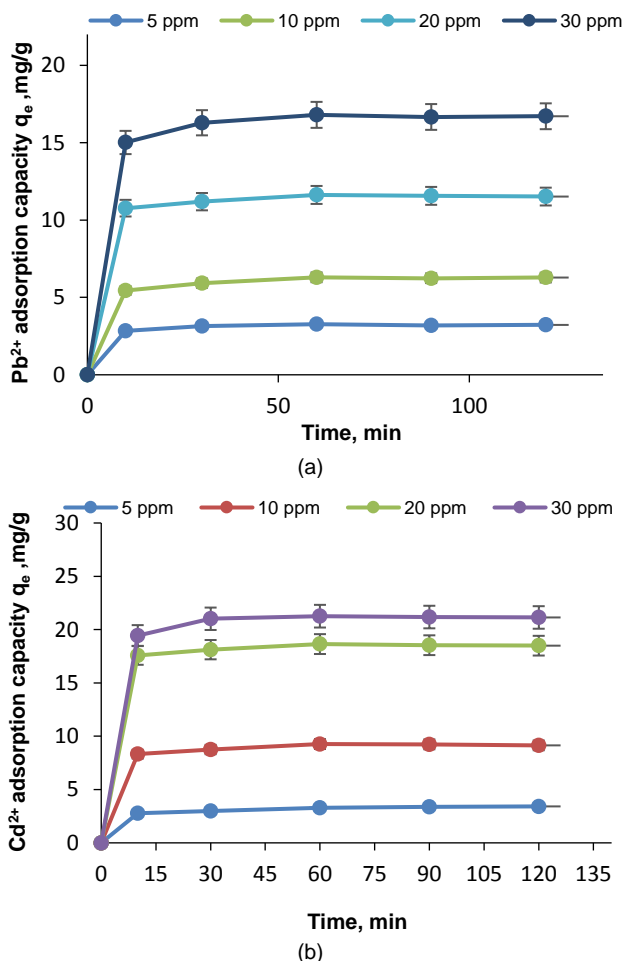 5 ppm 10 ppm 20 ppm 30 ppm
20
15
10
5
0
Pb²⁺ adsorption capacity qₑ ,mg/g
0 50 100
Time, min
(a)
5 ppm 10 ppm 20 ppm 30 ppm
30
25
20
15
10
5
0
Cd²⁺ adsorption capacity qₑ ,mg/g
0 15 30 45 60 75 90 105 120 135
Time, min
(b)